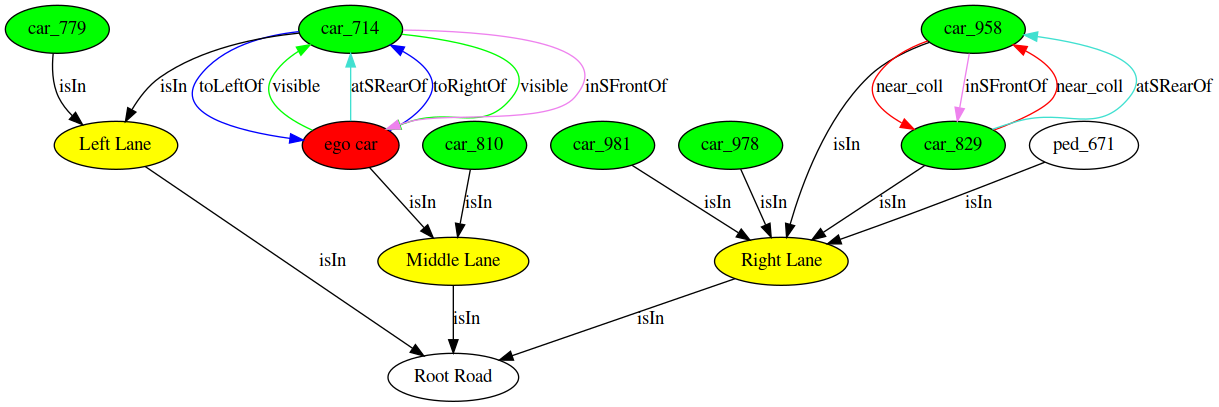 car_779
car_714
car_958
isIn
isIn
toLeftOf
visible
atSRearOf
toRightOf
visible
inSFrontOf
near_coll
inSFrontOf
near_coll
atSRearOf
Left Lane
ego car
car_810
car_981
car_978
isIn
car_829
ped_671
isIn
isIn
isIn
isIn
isIn
isIn
isIn
Middle Lane
Right Lane
isIn
isIn
Root Road